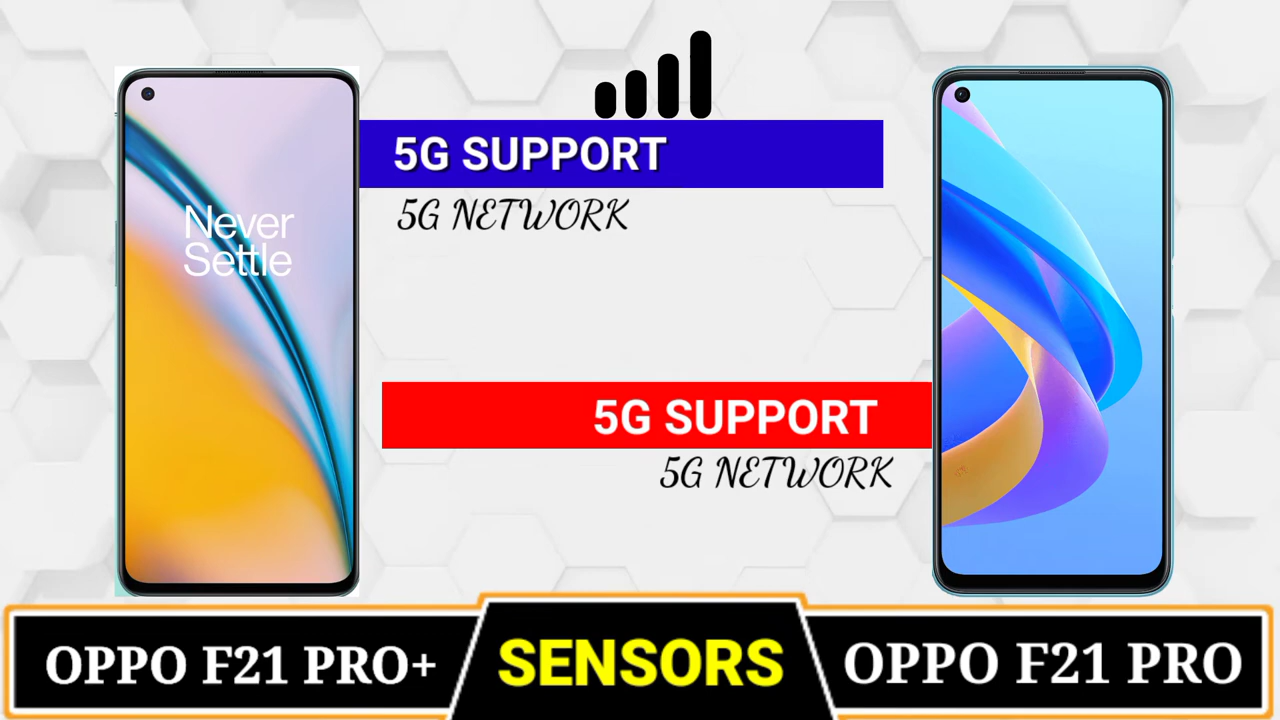 5G SUPPORT
5G NETWORK
Never
Settle
5G SUPPORT
5G NETWORK
OPPO F21 PRO+
SENSORS
OPPO F21 PRO